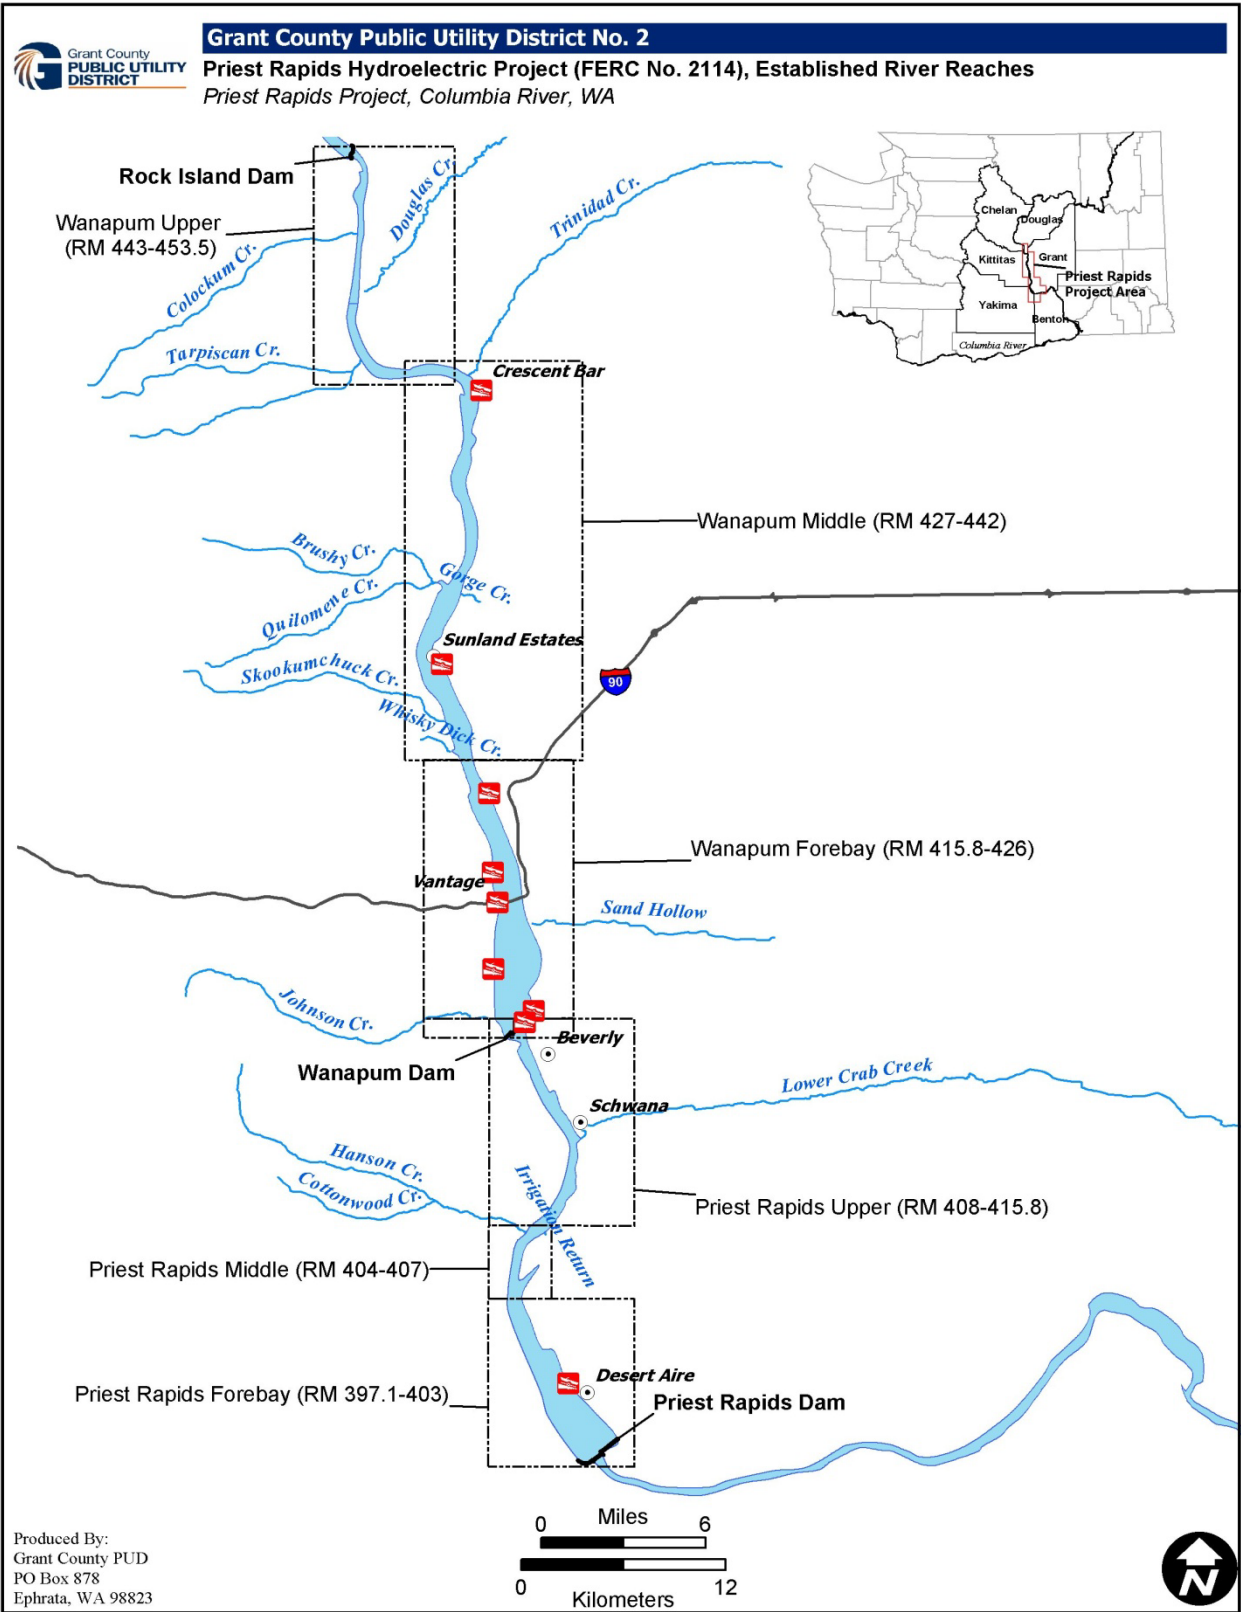 Grant County
PUBLIC UTILITY
DISTRICT
Grant County Public Utility District No. 2
Priest Rapids Hydroelectric Project (FERC No. 2114), Established River Reaches
Priest Rapids Project, Columbia River, WA
Rock Island Dam
Wanapum Upper
(RM 443-453.5)
Douglas Cr.
Trinidad Cr.
Colockum Cr.
Tarpiscan Cr.
Crescent Bar
Chelan
Douglas
Kittitas
Grant
Priest Rapids
Project Area
Yakima
Benton
Columbia River
Wanapum Middle (RM 427-442)
Brushy Cr.
Gorge Cr.
Quilomene Cr.
Sunland Estates
Skookumchuck Cr.
90
Whisky Dick Cr.
Wanapum Forebay (RM 415.8-426)
Vantage
Sand Hollow
Johnson Cr.
Beverly
Wanapum Dam
Lower Crab Creek
Schwana
Hanson Cr.
Cottonwood Cr.
Irrigation Return
Priest Rapids Upper (RM 408-415.8)
Priest Rapids Middle (RM 404-407)
Desert Aire
Priest Rapids Forebay (RM 397.1-403)
Priest Rapids Dam
Miles
0 6
0 12
Kilometers
Produced By:
Grant County PUD
PO Box 878
Ephrata, WA 98823
N